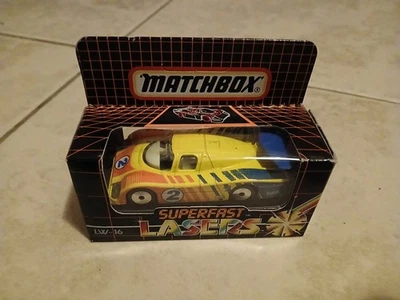 MATCHBOX®
2
2
SUPERFAST
LASERS
LW-16